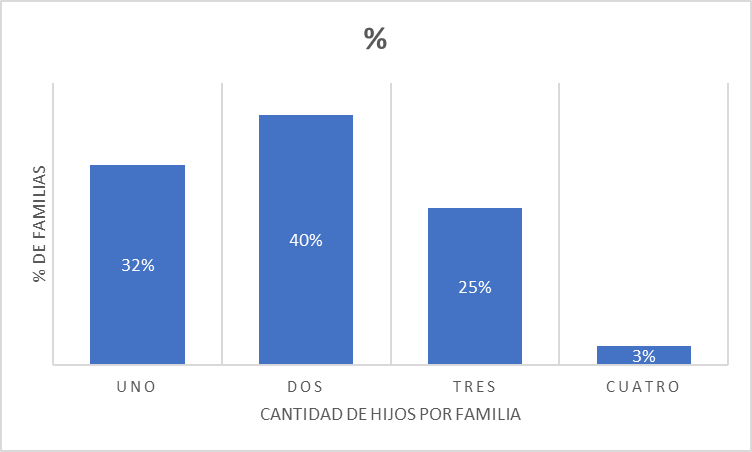 %
% DE FAMILIAS
32%
40%
25%
3%
UNO
DOS
TRES
CUATRO
CANTIDAD DE HIJOS POR FAMILIA